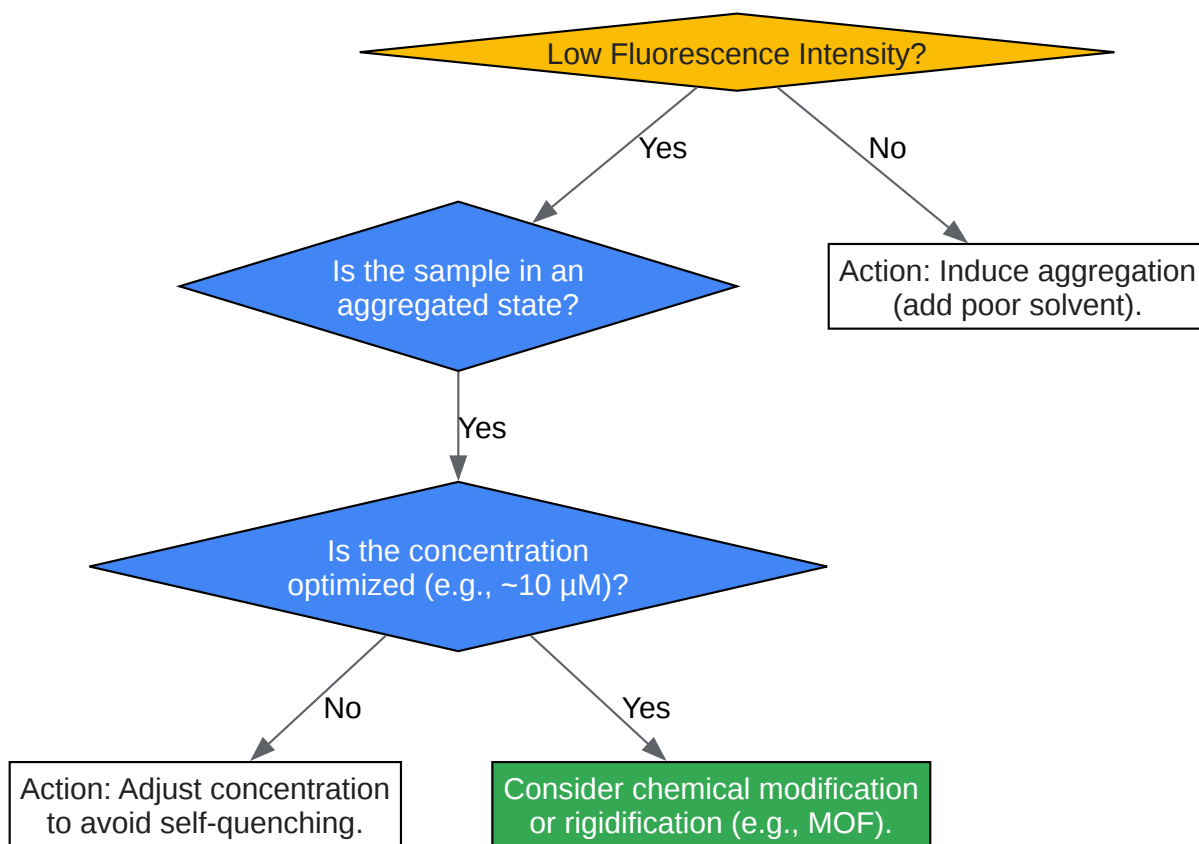 Low Fluorescence Intensity?
Yes
No
Is the sample in an
aggregated state?
Action: Induce aggregation
(add poor solvent).
Yes
Is the concentration
optimized (e.g., ~10 µM)?
No
Yes
Action: Adjust concentration
to avoid self-quenching.
Consider chemical modification
or rigidification (e.g., MOF).